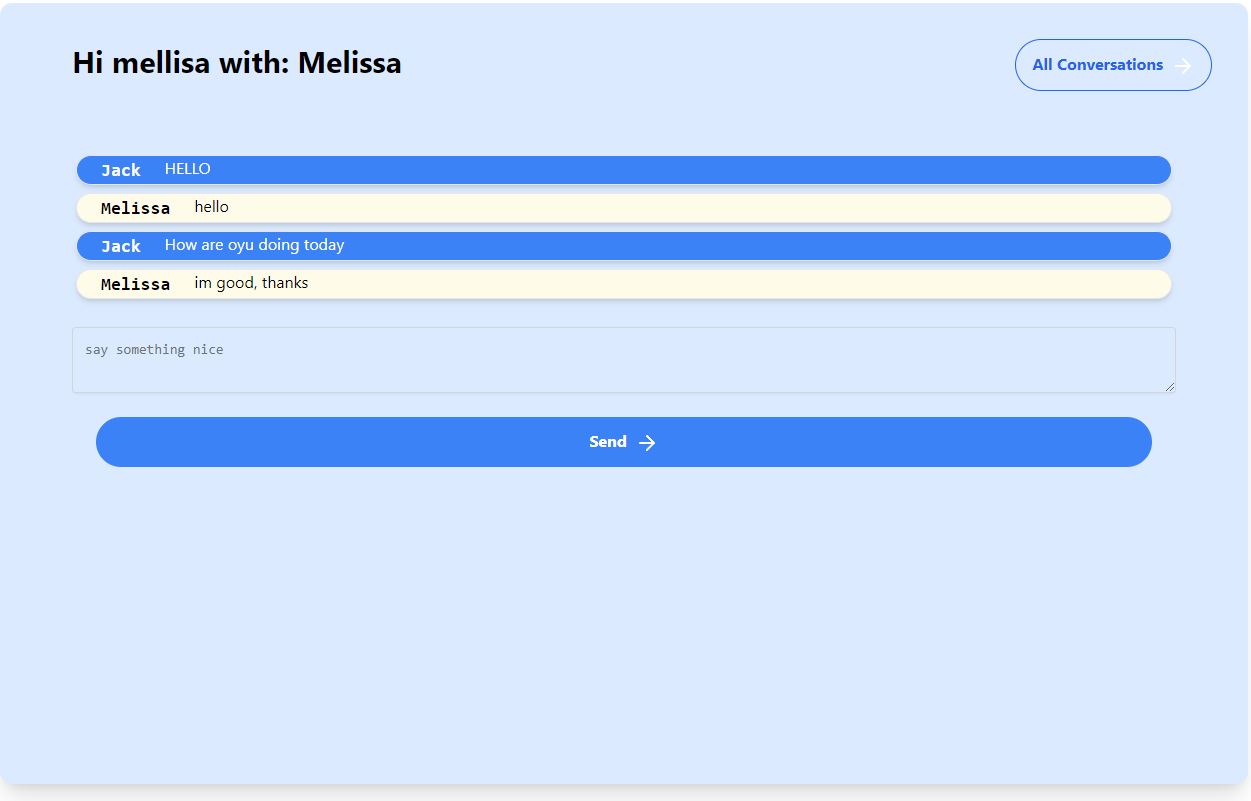 Hi mellisa with: Melissa
All Conversations
Jack HELLO
Melissa hello
Jack How are oyu doing today
Melissa im good, thanks
say something nice
Send